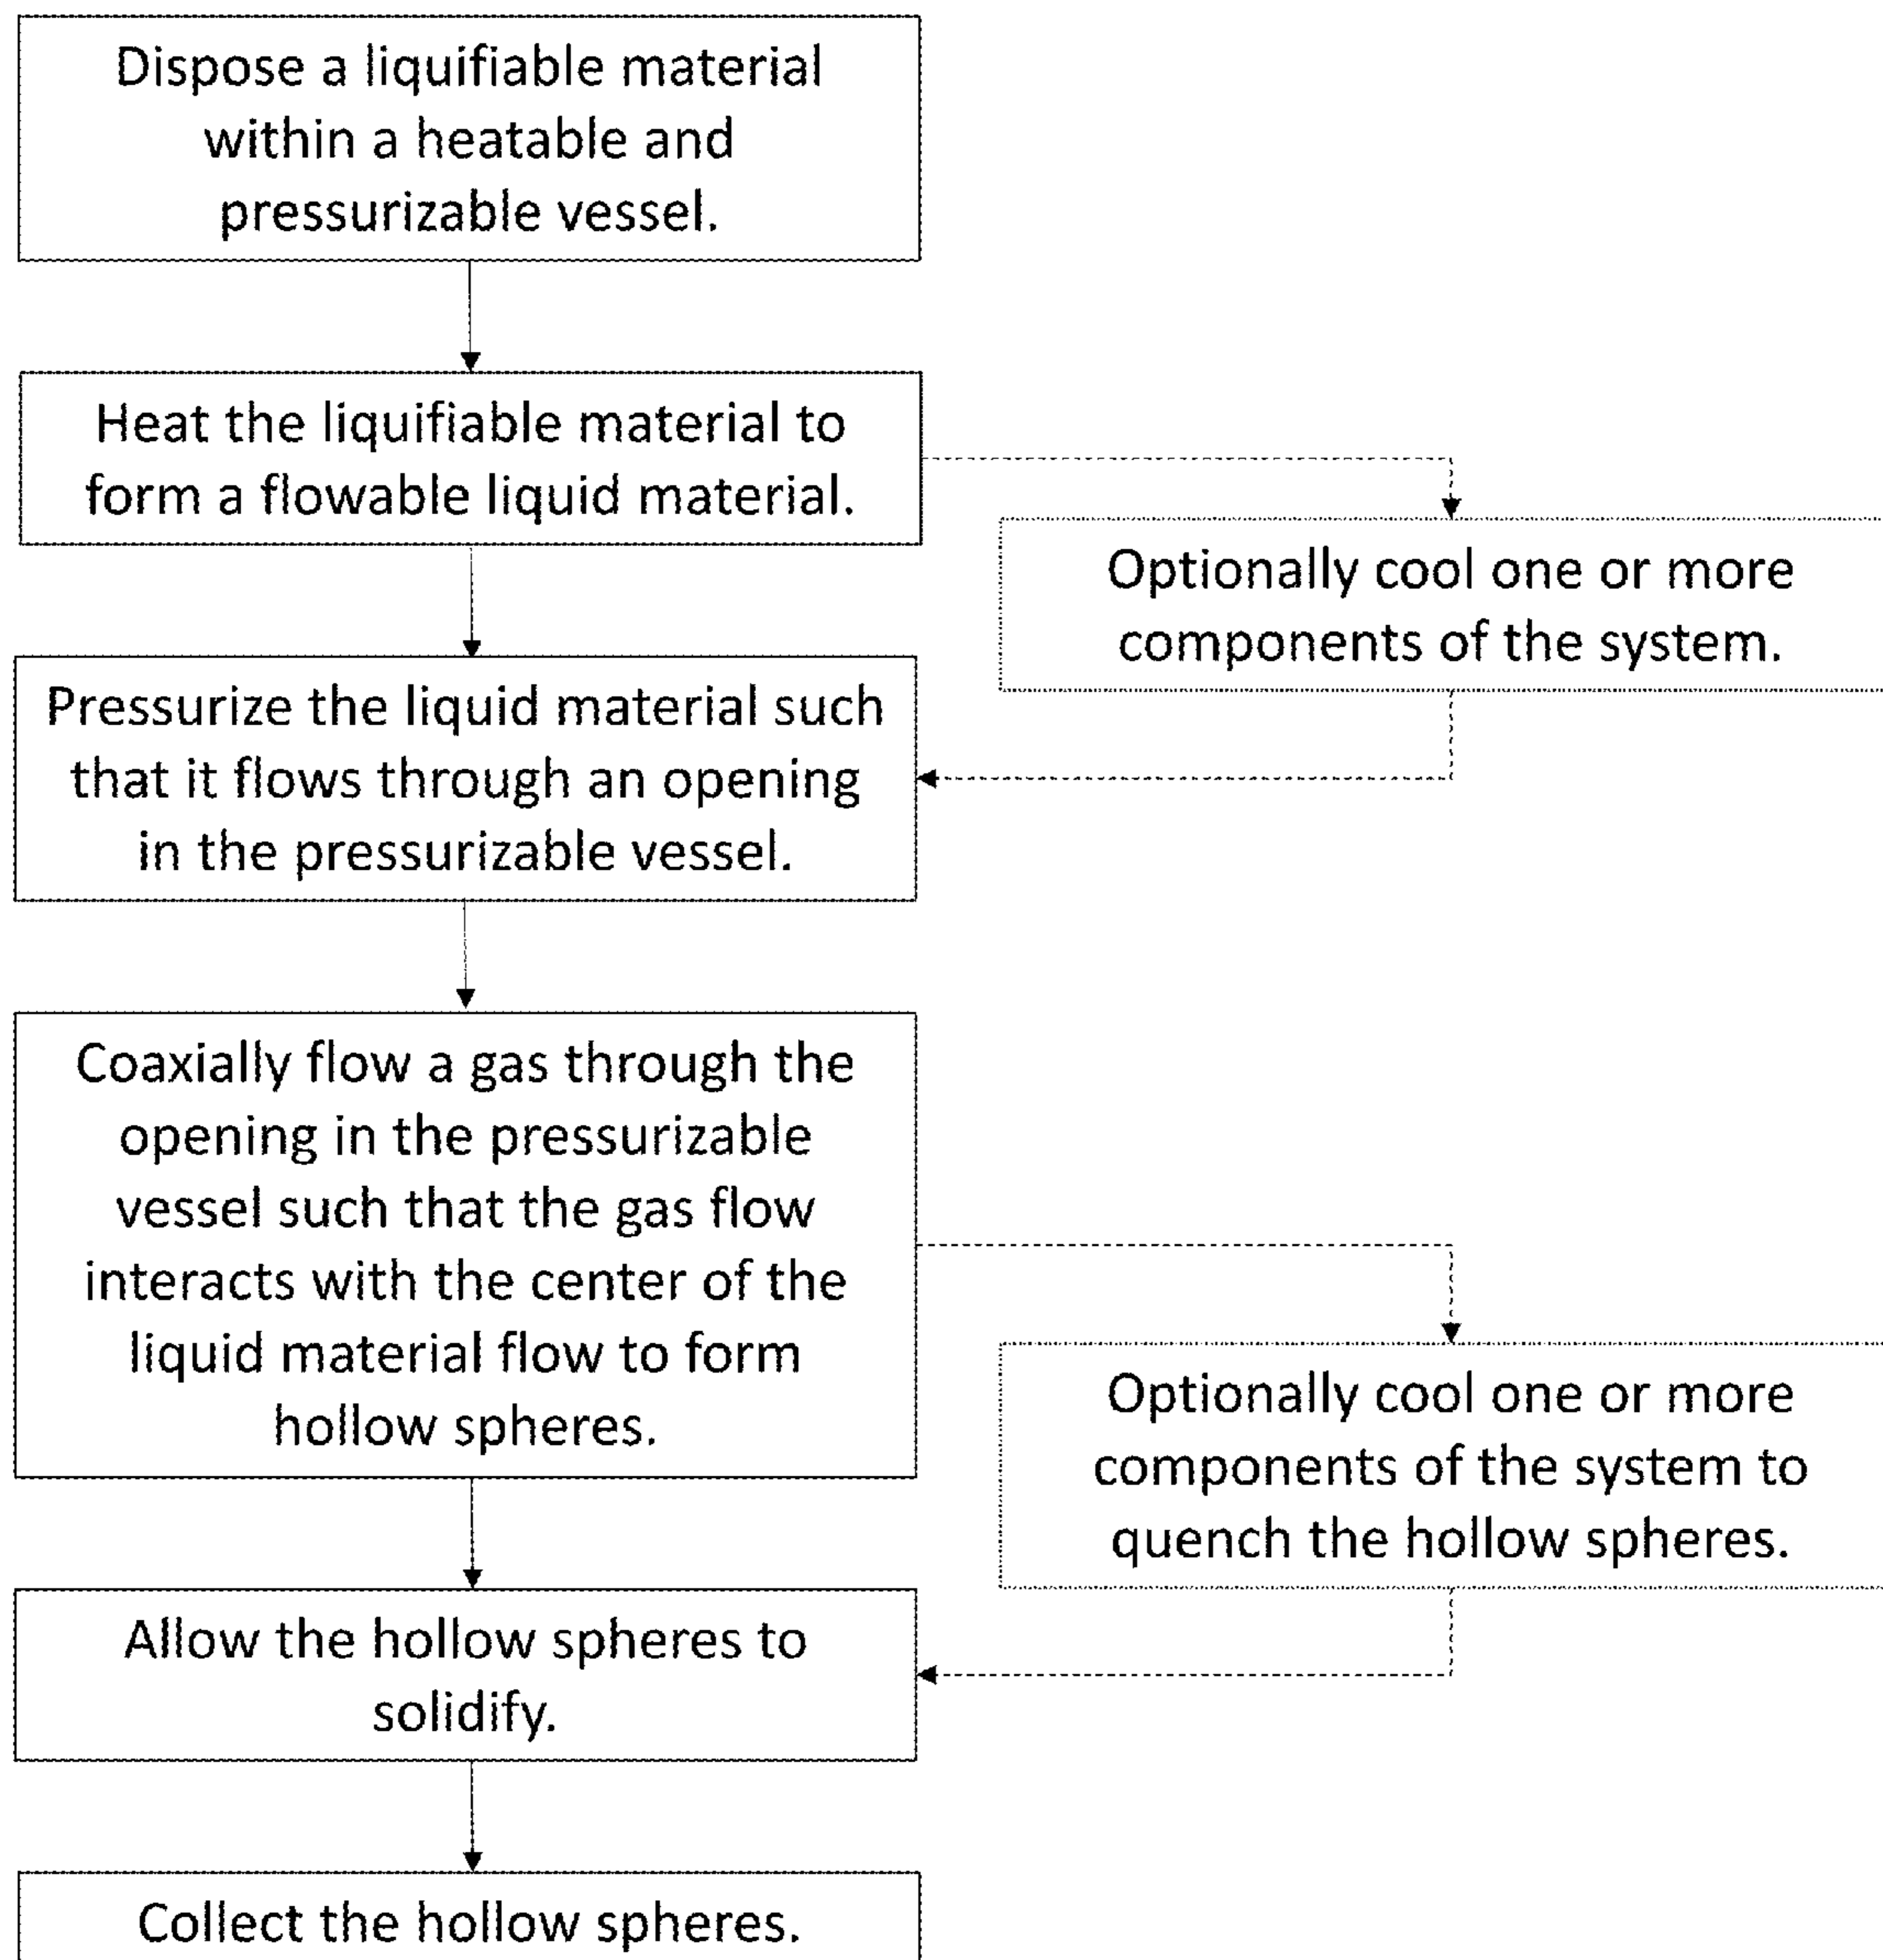 Dispose a liquifiable material
within a heatable and
pressurizable vessel.
Heat the liquifiable material to
form a flowable liquid material.
Optionally cool one or more
components of the system.
Pressurize the liquid material such
that it flows through an opening
in the pressurizable vessel.
Coaxially flow a gas through the
opening in the pressurizable
vessel such that the gas flow
interacts with the center of the
liquid material flow to form
hollow spheres.
Optionally cool one or more
components of the system to
quench the hollow spheres.
Allow the hollow spheres to
solidify.
Collect the hollow spheres.